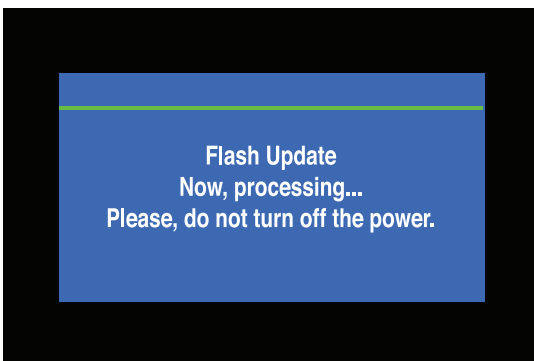 Flash Update
Now, processing...
Please, do not turn off the power.